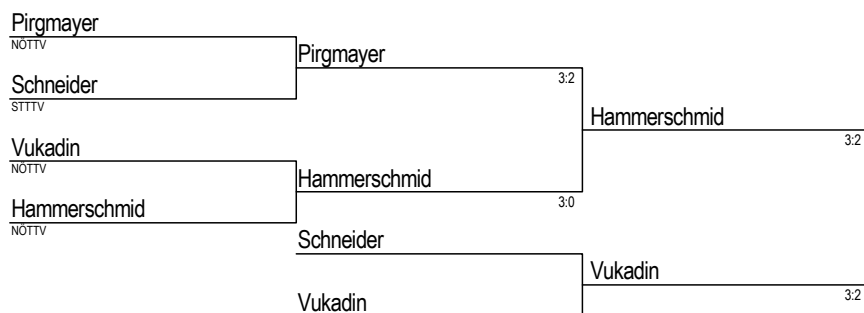 Pirgmayer
NÖTTV
Pirgmayer
3:2
Schneider
STTTV
Hammerschmid
3:2
Vukadin
NÖTTV
Hammerschmid
3:0
Hammerschmid
NÖTTV
Schneider
Vukadin
3:2
Vukadin